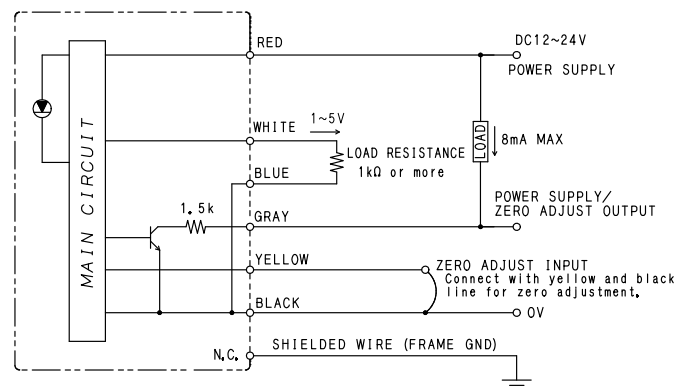 RED
DC12~24V
POWER SUPPLY
1~5V
WHITE
LOAD RESISTANCE
1kΩ or more
LOAD
8mA MAX
BLUE
MAIN CIRCUIT
1.5k
GRAY
POWER SUPPLY/
ZERO ADJUST OUTPUT
YELLOW
ZERO ADJUST INPUT
Connect with yellow and black
line for zero adjustment.
BLACK
0V
N.C.
SHIELDED WIRE (FRAME GND)